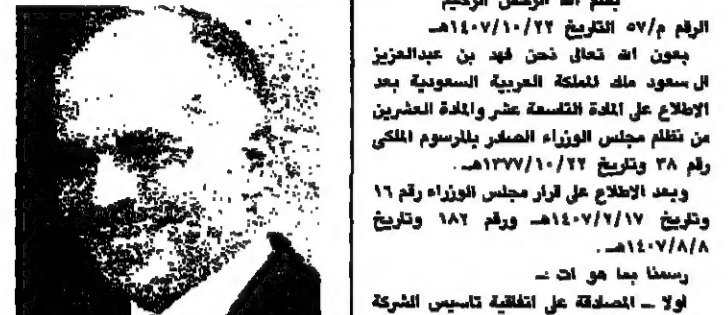 بسم الله الرحمن الرحيم
الرقم م/٥٧ التاريخ ١٤٠٧/١٠/٢٢هـ
بعون الله تعالى نحن فهد بن عبدالعزيز
ال سعود ملك المملكة العربية السعودية بعد
الاطلاع على المادة التاسعة عشر والمادة العشرين
من نظام مجلس الوزراء الصادر بالمرسوم الملكي
رقم ٣٨ وتاريخ ١٣٧٧/١٠/٢٢هـ.
وبعد الاطلاع على قرار مجلس الوزراء رقم ١٦
وتاريخ ١٤٠٧/٢/١٧هـ ورقم ١٨٢ وتاريخ
١٤٠٧/٨/٨هـ.
رسمنا بما هو ات :ـ
اولا ـ المصادقة على اتفاقية تاسيس الشركة